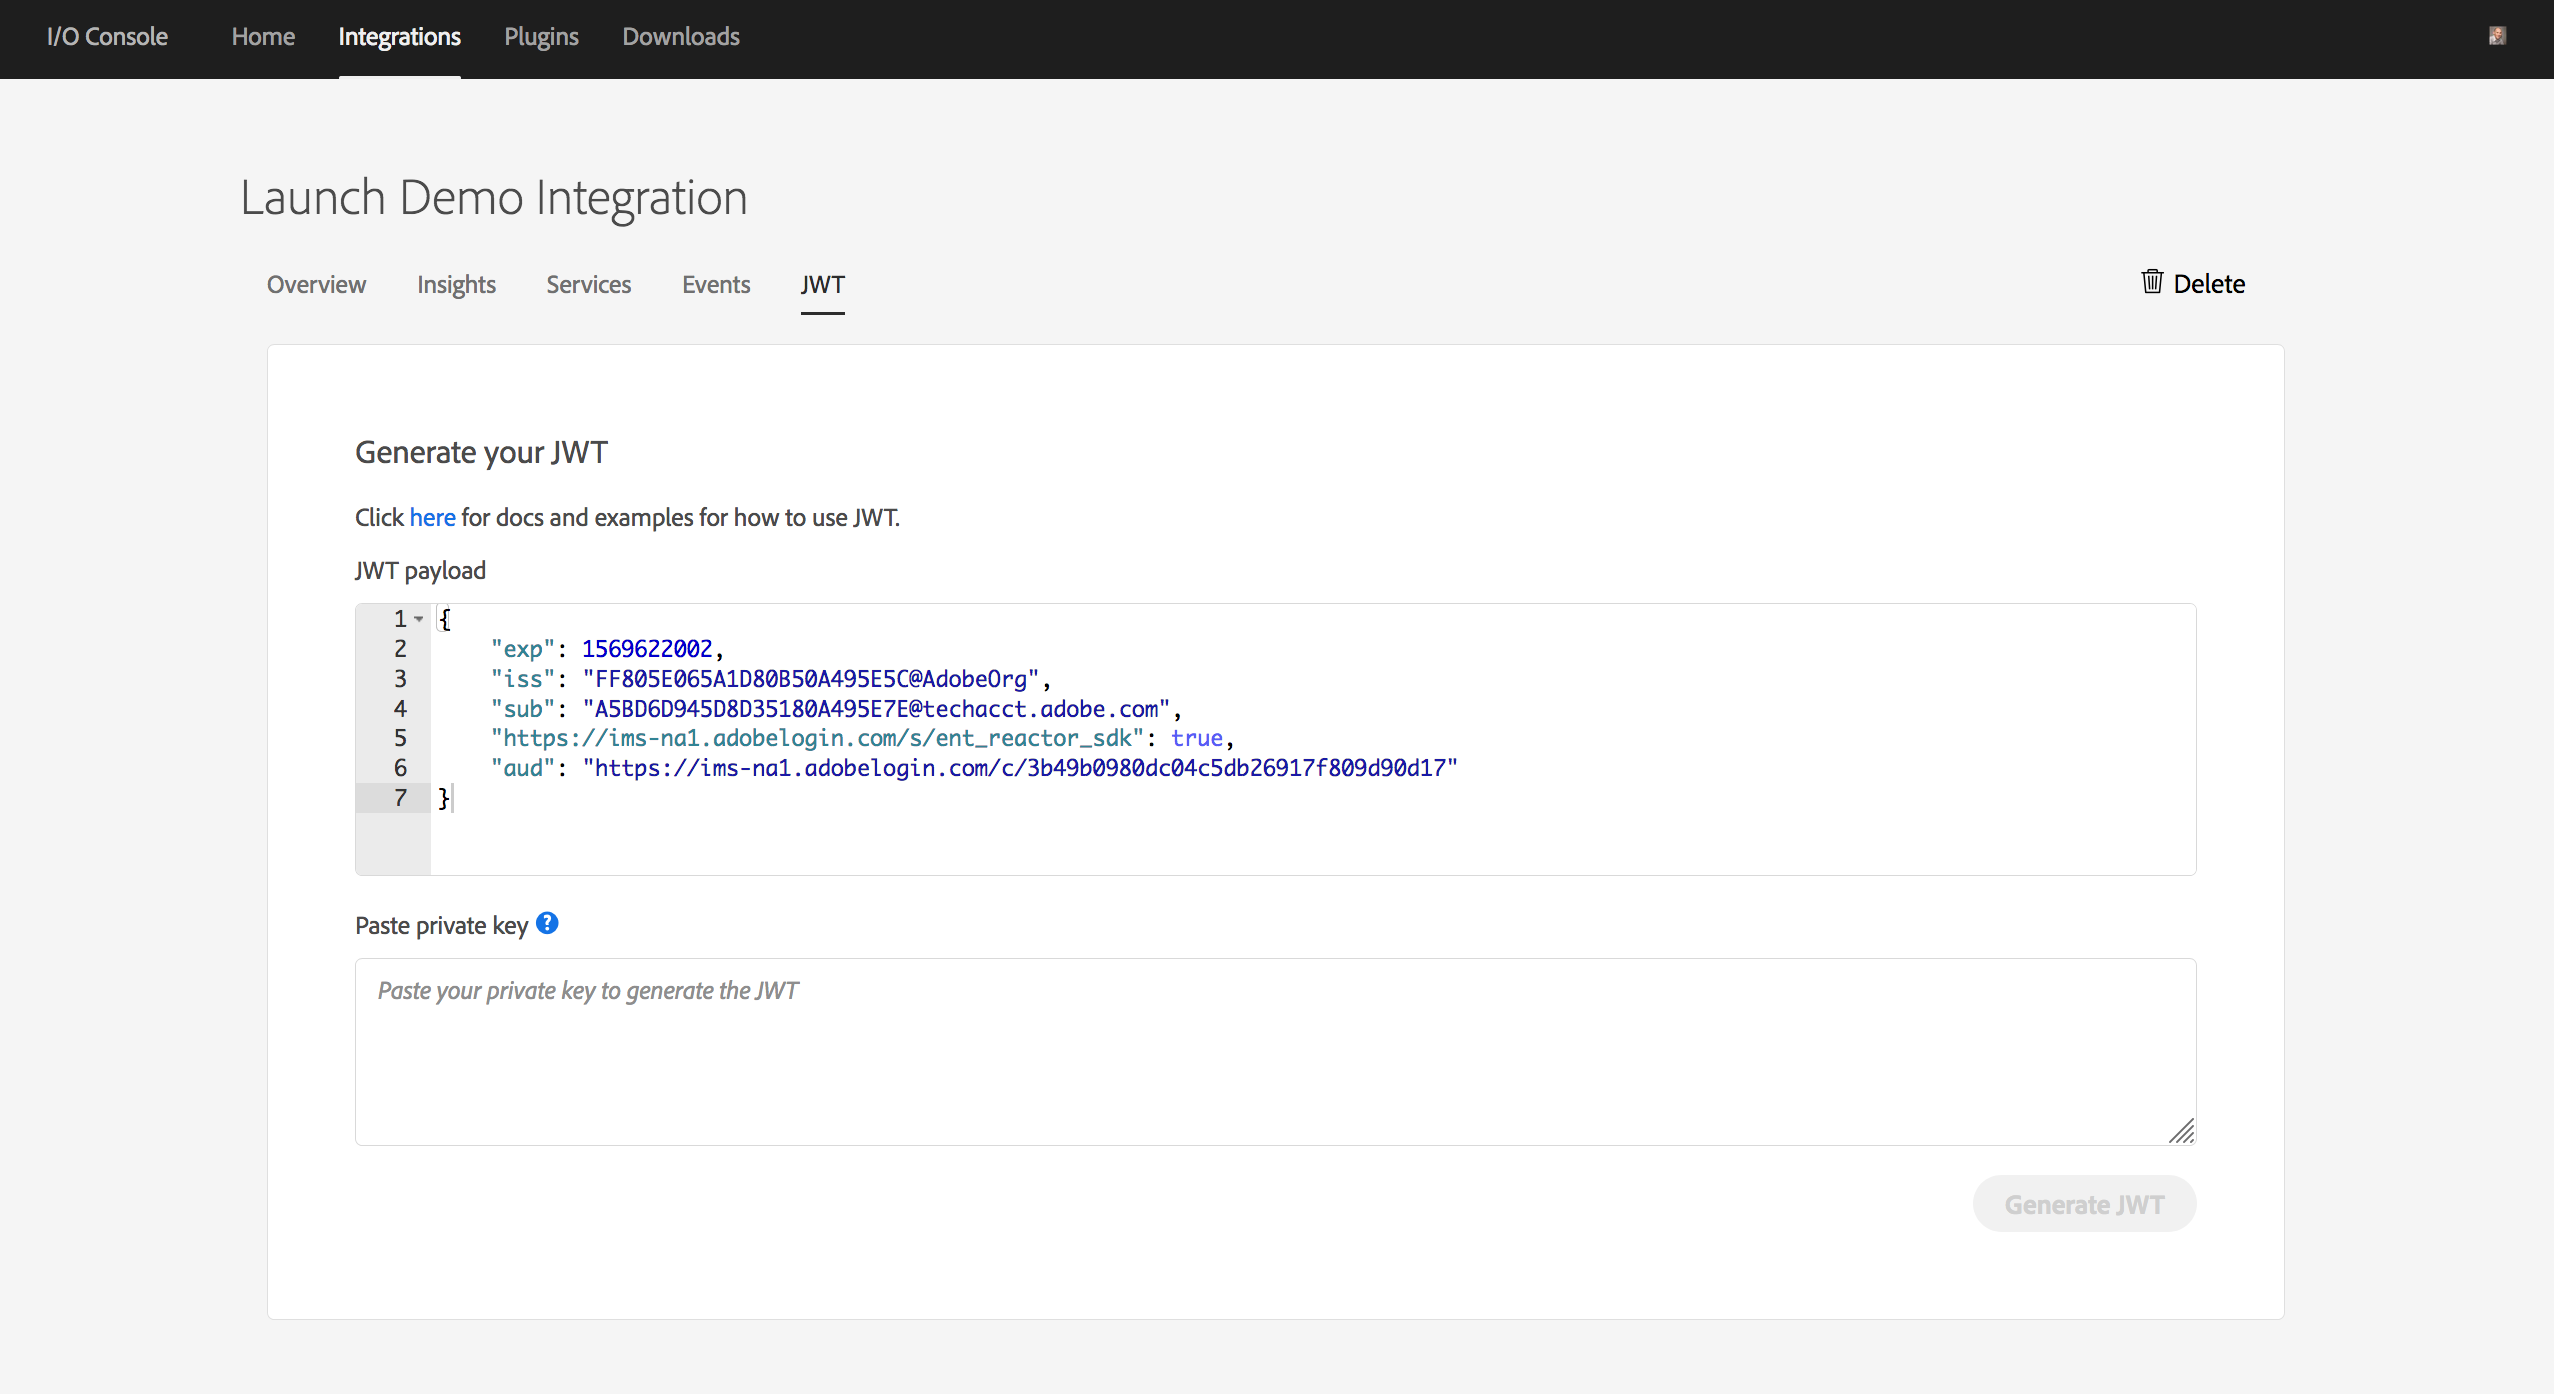 I/O Console Home Integrations Plugins Downloads
Launch Demo Integration
Overview Insights Services Events JWT Delete
Generate your JWT
Click here for docs and examples for how to use JWT.
JWT payload
1 {
2 "exp": 1569622002,
3 "iss": "FF805E065A1D80B50A495E5C@AdobeOrg",
4 "sub": "A5BD6D945D8D35180A495E7E@techacct.adobe.com",
5 "https://ims-na1.adobelogin.com/s/ent_reactor_sdk": true,
6 "aud": "https://ims-na1.adobelogin.com/c/3b49b0980dc04c5db26917f809d90d17"
7 }
Paste private key ?
Paste your private key to generate the JWT
Generate JWT